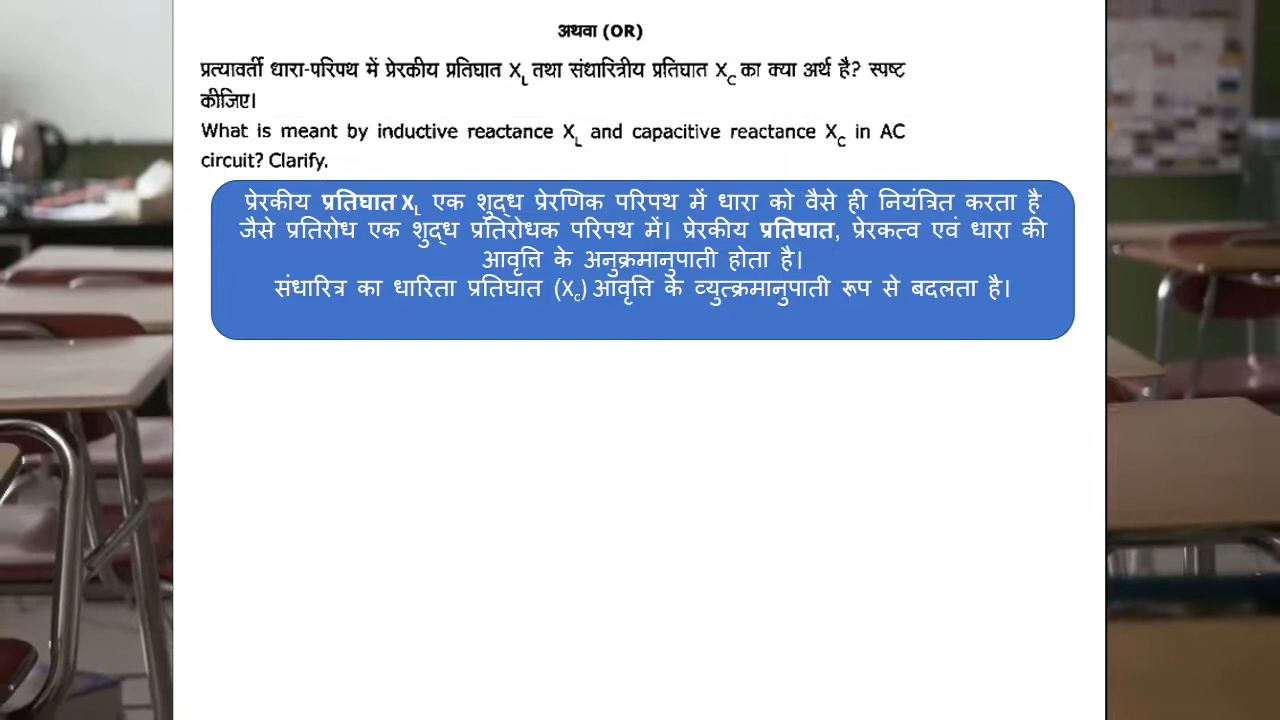 अथवा (OR)
प्रत्यावर्ती धारा-परिपथ में प्रेरकीय प्रतिघात X_L तथा संधारित्रीय प्रतिघात X_C का क्या अर्थ है? स्पष्ट
कीजिए।
What is meant by inductive reactance X_L and capacitive reactance X_C in AC
circuit? Clarify.
प्रेरकीय प्रतिघात X_L एक शुद्ध प्रेरणिक परिपथ में धारा को वैसे ही नियंत्रित करता है
जैसे प्रतिरोध एक शुद्ध प्रतिरोधक परिपथ में। प्रेरकीय प्रतिघात, प्रेरकत्व एवं धारा की
आवृत्ति के अनुक्रमानुपाती होता है।
संधारित्र का धारिता प्रतिघात (X_c) आवृत्ति के व्युत्क्रमानुपाती रूप से बदलता है।